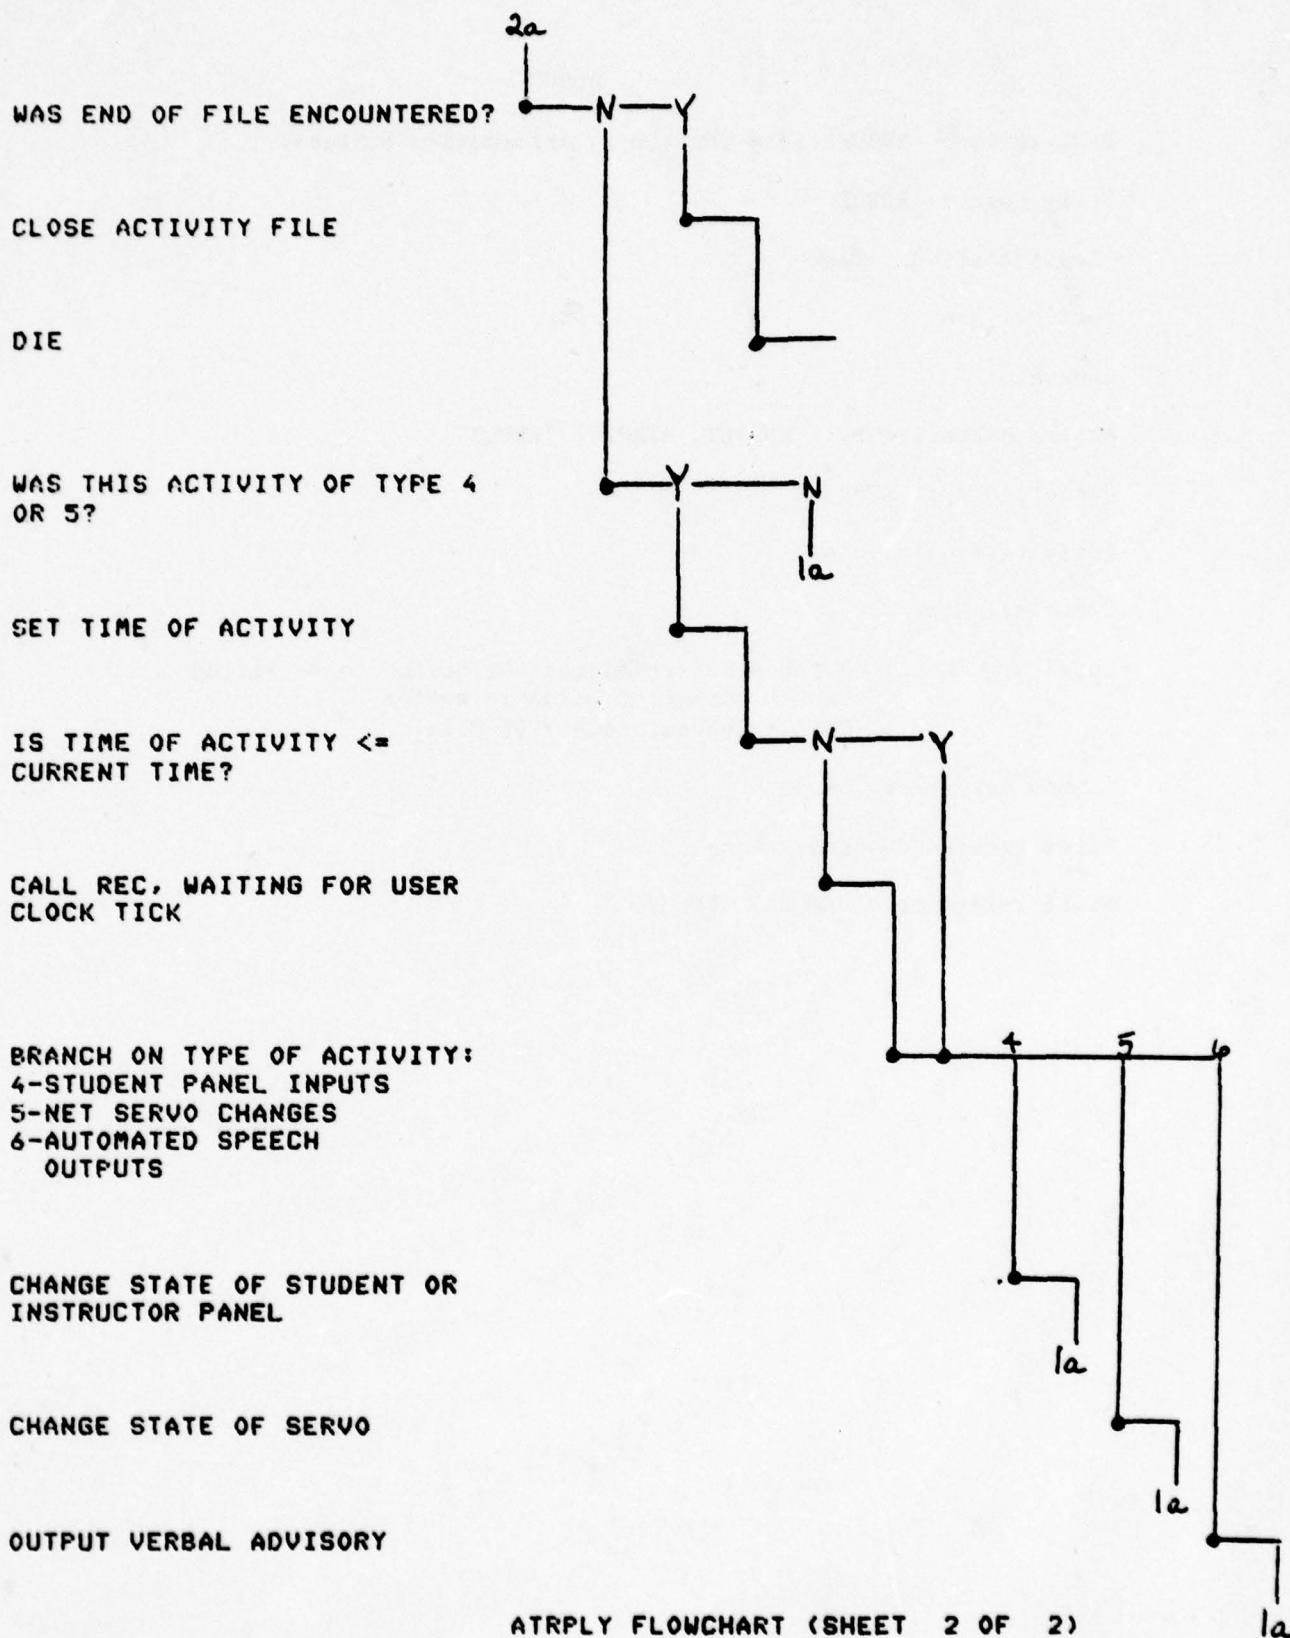 2a
WAS END OF FILE ENCOUNTERED? N Y
CLOSE ACTIVITY FILE
DIE
WAS THIS ACTIVITY OF TYPE 4 Y N
OR 5?
1a
SET TIME OF ACTIVITY
IS TIME OF ACTIVITY <= N Y
CURRENT TIME?
CALL REC, WAITING FOR USER
CLOCK TICK
BRANCH ON TYPE OF ACTIVITY: 4 5 6
4-STUDENT PANEL INPUTS
5-NET SERVO CHANGES
6-AUTOMATED SPEECH
OUTPUTS
CHANGE STATE OF STUDENT OR
INSTRUCTOR PANEL
1a
CHANGE STATE OF SERVO
1a
OUTPUT VERBAL ADVISORY
ATRPLY FLOWCHART (SHEET 2 OF 2) 1a